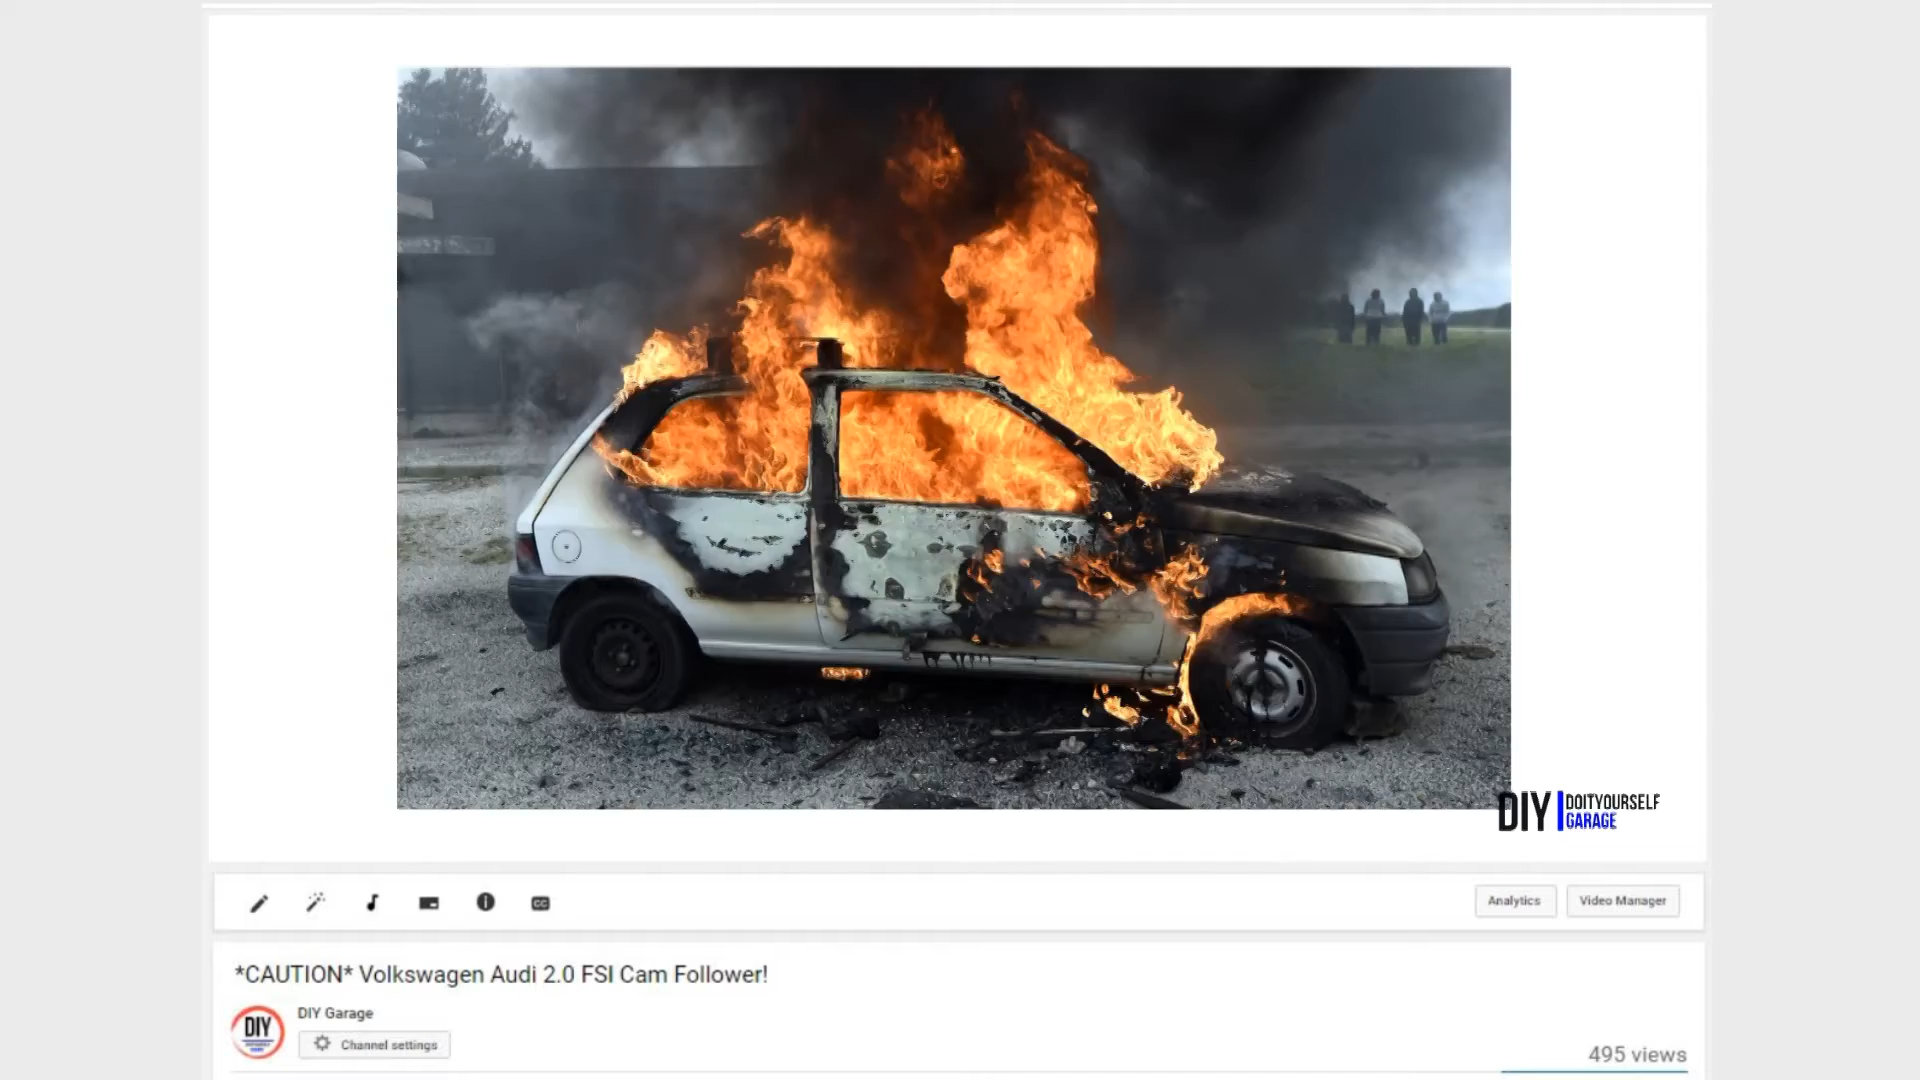 DIY DOITYOURSELF
GARAGE
CC
Analytics
Video Manager
*CAUTION* Volkswagen Audi 2.0 FSI Cam Follower!
DIY
DIY Garage
Channel settings
495 views